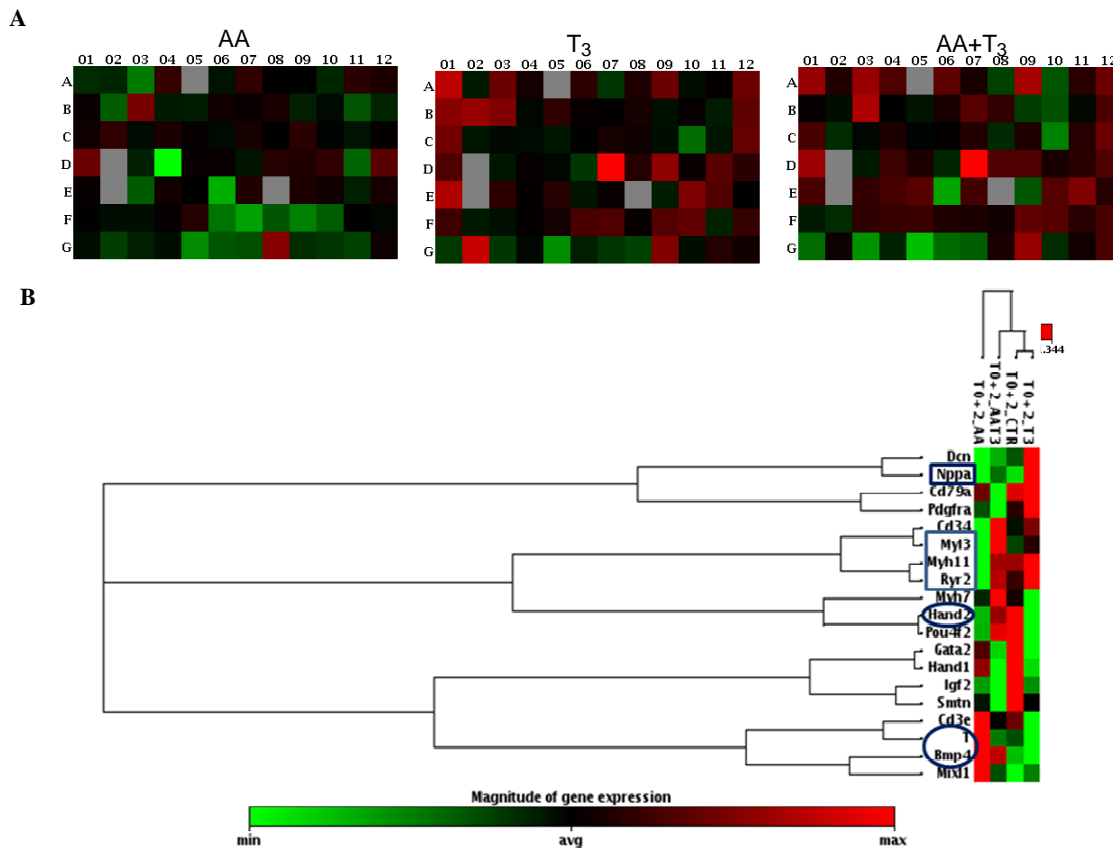 A
AA
01 02 03 04 05 06 07 08 09 10 11 12
A
B
C
D
E
F
G
T3
01 02 03 04 05 06 07 08 09 10 11 12
A
B
C
D
E
F
G
AA+T3
01 02 03 04 05 06 07 08 09 10 11 12
A
B
C
D
E
F
G
B
.344
T0+2_AA
T0+2_AAT3
T0+2_CTR
T0+2_T3
Dcn
Nppa
Cd79a
Pdgfra
Cd34
Myl3
Myh11
Ryr2
Myh7
Hand2
Pou4f2
Gata2
Hand1
Igf2
Smtn
Cd3e
T
Bmp4
Mixl1
Magnitude of gene expression
min avg max